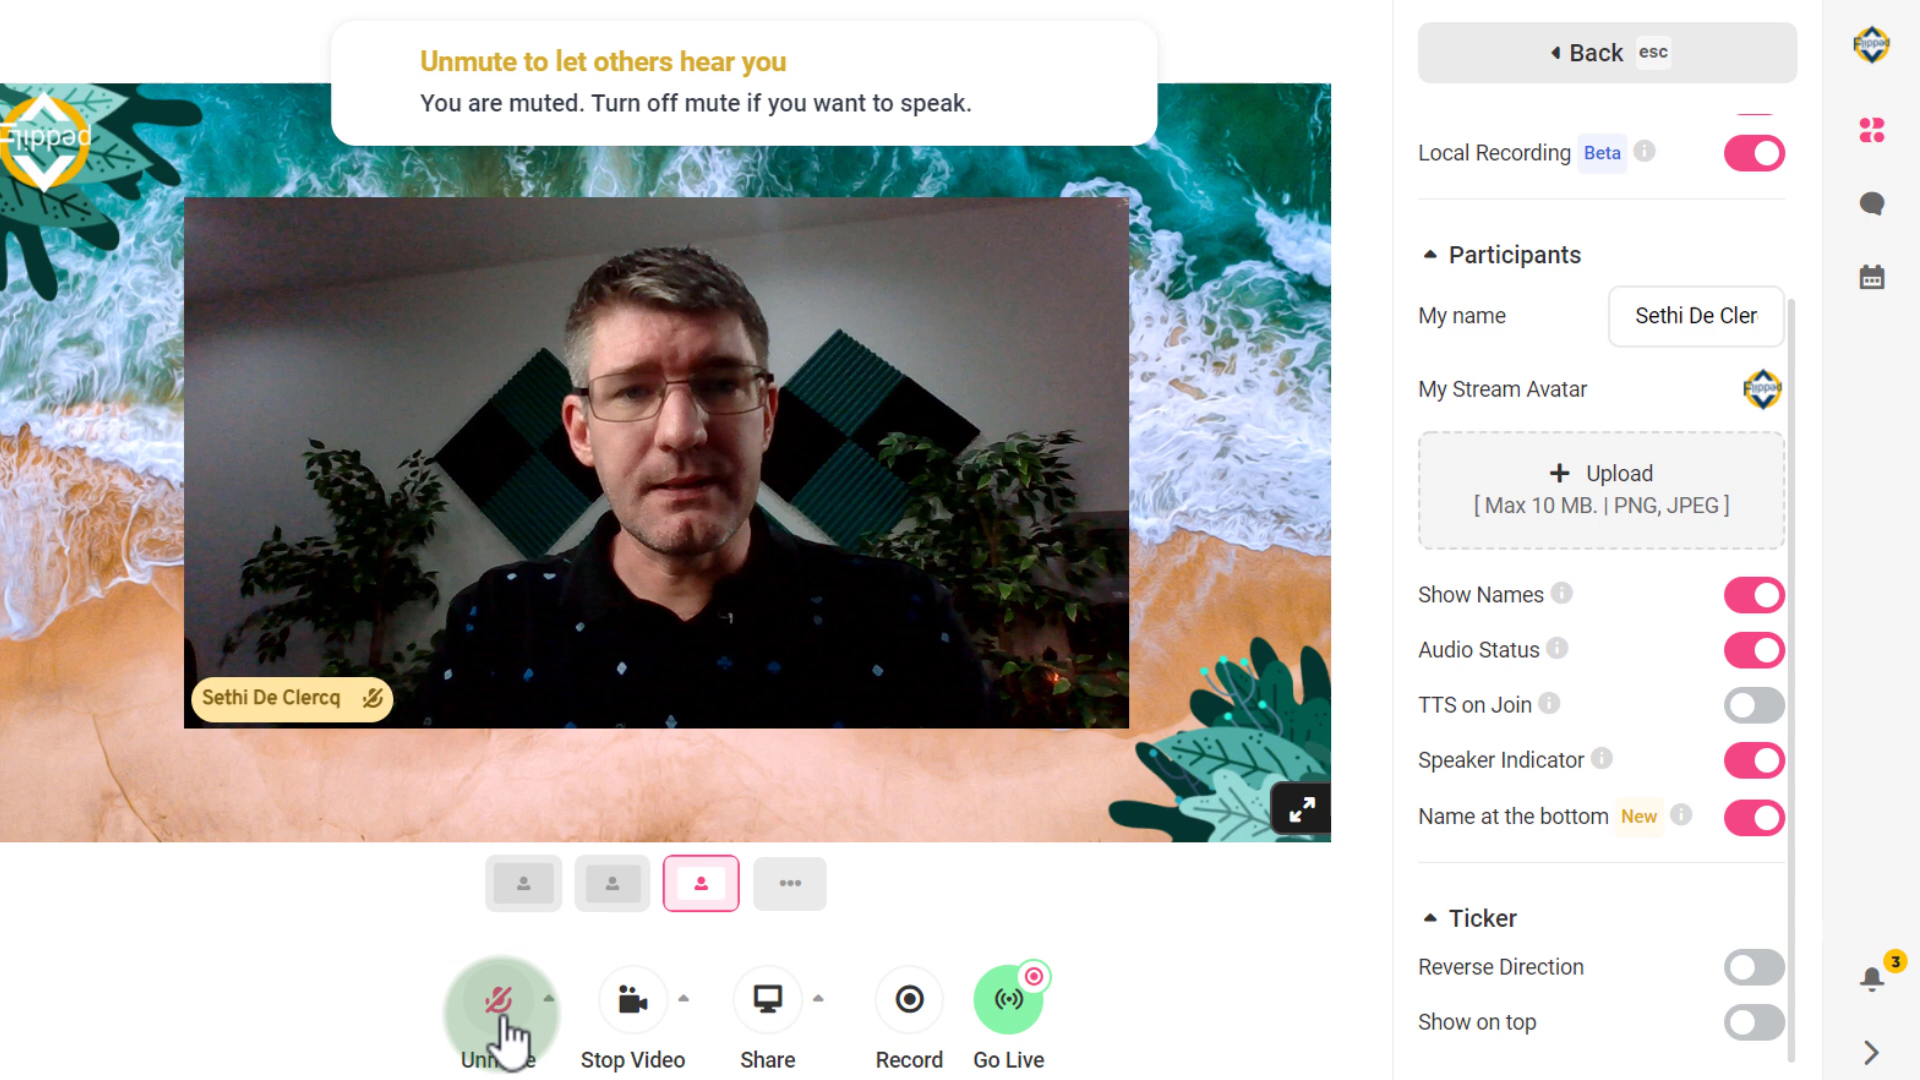 Unmute to let others hear you
You are muted. Turn off mute if you want to speak.
Flipped
Sethi De Clercq
Stop Video
Share
Record
Go Live
Back esc
Local Recording Beta
Participants
My name Sethi De Cler
My Stream Avatar Flipped
+ Upload
[ Max 10 MB. | PNG, JPEG ]
Show Names
Audio Status
TTS on Join
Speaker Indicator
Name at the bottom New
Ticker
Reverse Direction
Show on top
Flipped
3